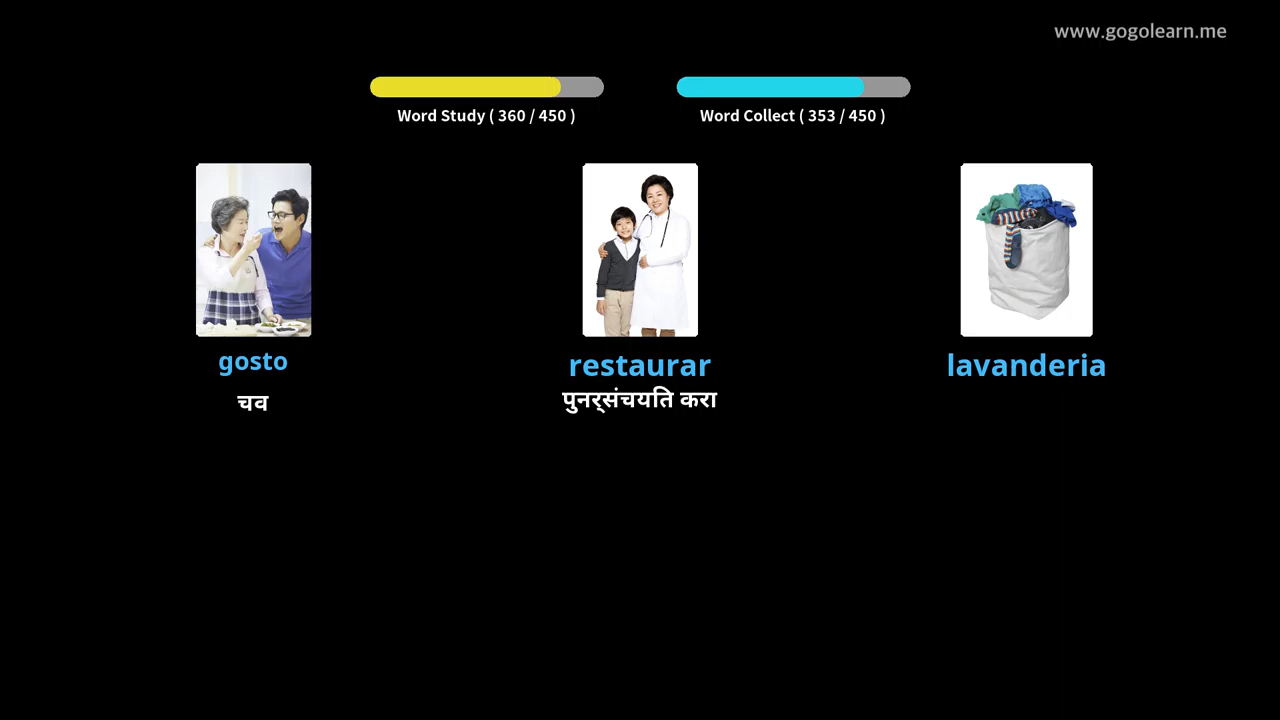 www.gogolearn.me
Word Study ( 360 / 450 )
Word Collect ( 353 / 450 )
gosto
चव
restaurar
पुनर्संचयति करा
lavanderia